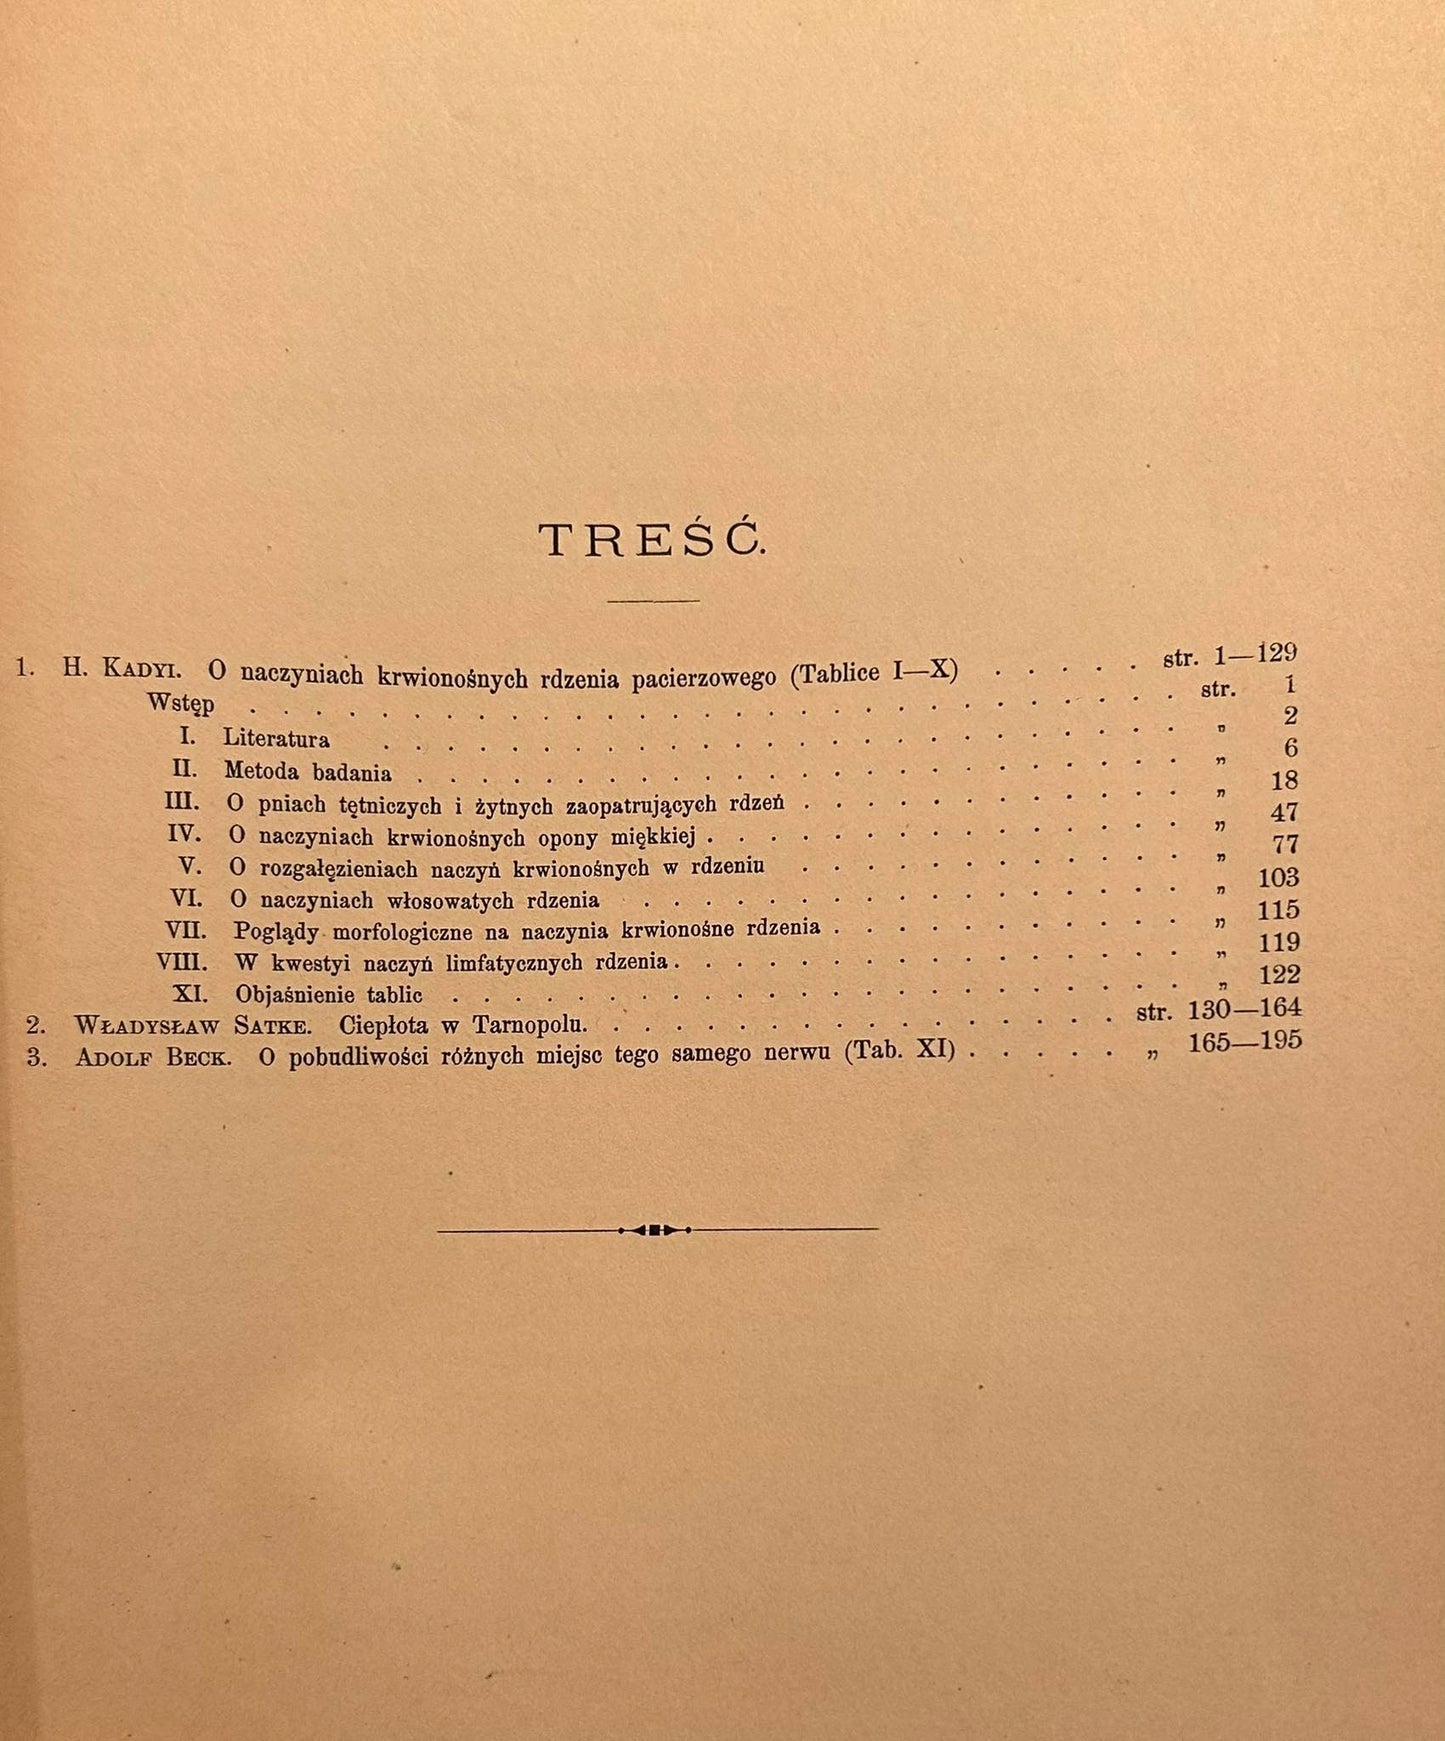 TREŚĆ.
1. H. KADYI. O naczyniach krwionośnych rdzenia pacierzowego (Tablice I—X) . . . . . str. 1—129
Wstęp . . . . . . . . . . . . . . . . . . . . . . . . . . . . . str. 1
I. Literatura . . . . . . . . . . . . . . . . . . . . . . . . . „ 2
II. Metoda badania . . . . . . . . . . . . . . . . . . . . . . . . „ 6
III. O pniach tętniczych i żytnych zaopatrujących rdzeń . . . . . . . . . . . . „ 18
IV. O naczyniach krwionośnych opony miękkiej . . . . . . . . . . . . . . . „ 47
V. O rozgałęzieniach naczyń krwionośnych w rdzeniu . . . . . . . . . . . . „ 77
VI. O naczyniach włosowatych rdzenia . . . . . . . . . . . . . . . . . „ 103
VII. Poglądy morfologiczne na naczynia krwionośne rdzenia . . . . . . . . . . . „ 115
VIII. W kwestyi naczyń limfatycznych rdzenia . . . . . . . . . . . . . . . . „ 119
XI. Objaśnienie tablic . . . . . . . . . . . . . . . . . . . . . . . „ 122
2. WŁADYSŁAW SATKE. Ciepłota w Tarnopolu. . . . . . . . . . . . . . . . . str. 130—164
3. ADOLF BECK. O pobudliwości różnych miejsc tego samego nerwu (Tab. XI) . . . . . „ 165—195